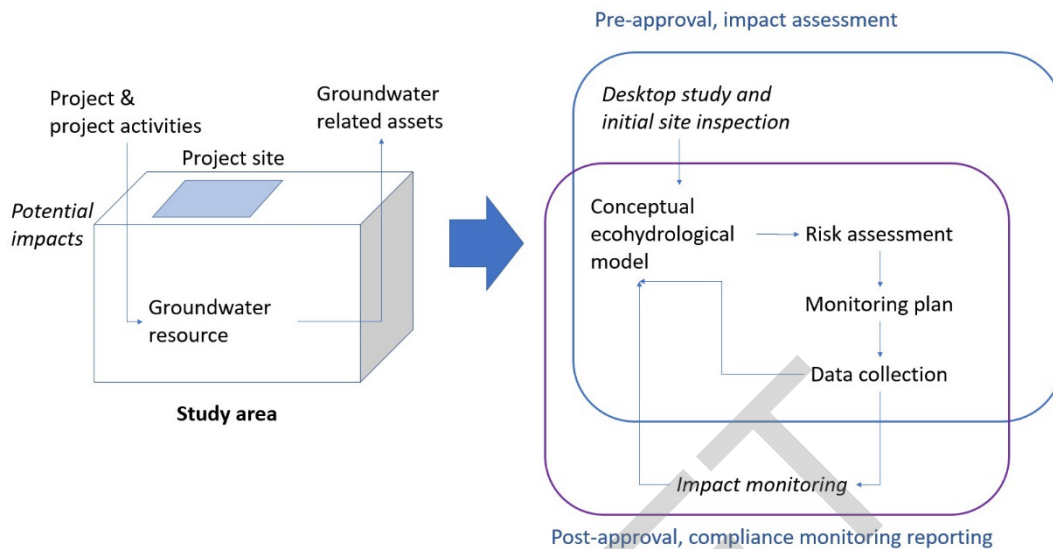 Project &
project activities
Groundwater
related assets
Project site
Potential
impacts
Groundwater
resource
Study area
Pre-approval, impact assessment
Desktop study and
initial site inspection
Conceptual
ecohydrological
model
Risk assessment
Monitoring plan
Data collection
Impact monitoring
Post-approval, compliance monitoring reporting